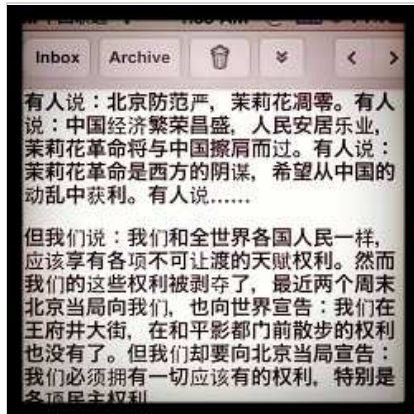 Inbox
Archive
有人说：北京防范严，茉莉花凋零。有人
说：中国经济繁荣昌盛，人民安居乐业，
茉莉花革命将与中国擦肩而过。有人说：
茉莉花革命是西方的阴谋，希望从中国的
动乱中获利。有人说……
但我们说：我们和全世界各国人民一样，
应该享有各项不可让渡的天赋权利。然而
我们的这些权利被剥夺了，最近两个周末
北京当局向我们，也向世界宣告：我们在
王府井大街，在和平影都门前散步的权利
也没有了。但我们却要向北京当局宣告：
我们必须拥有一切应该有的权利，特别是
各项民主权利